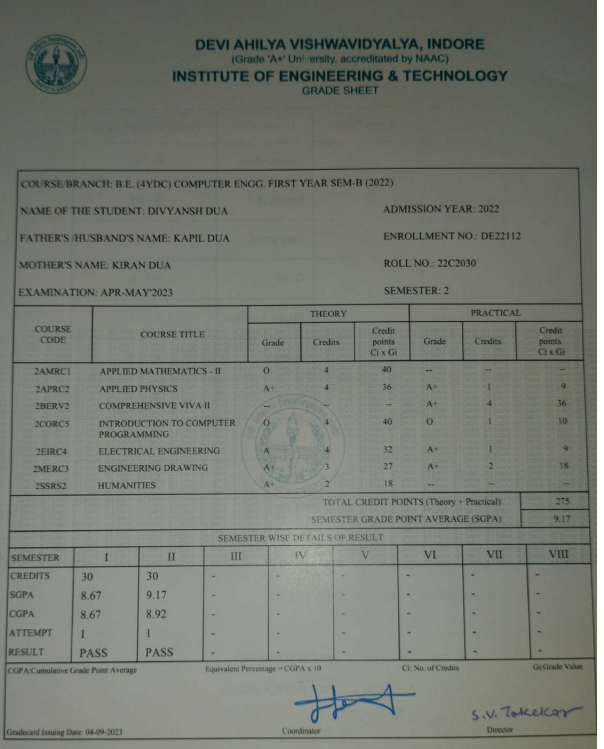 DEVI AHILYA VISHWAVIDYALYA, INDORE
(Grade 'A+' University, accredited by NAAC)
INSTITUTE OF ENGINEERING & TECHNOLOGY
GRADE SHEET
COURSE/BRANCH: B.E. (4YDC) COMPUTER ENGG. FIRST YEAR SEM-B (2022)
NAME OF THE STUDENT: DIVYANSH DUA ADMISSION YEAR: 2022
FATHER'S /HUSBAND'S NAME: KAPIL DUA ENROLLMENT NO.: DE22112
MOTHER'S NAME: KIRAN DUA ROLL NO.: 22C2030
EXAMINATION: APR-MAY'2023 SEMESTER: 2
COURSE CODE COURSE TITLE THEORY PRACTICAL
Grade Credits Credit points Ci x Gi Grade Credits Credit points Ci x Gi
2AMRC1 APPLIED MATHEMATICS - II O 4 40 -- -- --
2APRC2 APPLIED PHYSICS A+ 4 36 A+ 1 9
2BERV2 COMPREHENSIVE VIVA II -- -- -- A+ 4 36
2CORC5 INTRODUCTION TO COMPUTER PROGRAMMING O 4 40 O 1 10
2EIRC4 ELECTRICAL ENGINEERING A 4 32 A+ 1 9
2MERC3 ENGINEERING DRAWING A+ 3 27 A+ 2 18
2SSRS2 HUMANITIES A+ 2 18 -- -- --
TOTAL CREDIT POINTS (Theory + Practical) 275
SEMESTER GRADE POINT AVERAGE (SGPA) 9.17
SEMESTER WISE DETAILS OF RESULT
SEMESTER I II III IV V VI VII VIII
CREDITS 30 30 - - - - - -
SGPA 8.67 9.17 - - - - - -
CGPA 8.67 8.92 - - - - - -
ATTEMPT 1 1 - - - - - -
RESULT PASS PASS - - - - - -
CGPA:Cumulative Grade Point Average Equivalent Percentage = CGPA x 10 Ci: No. of Credits Gi:Grade Value
S.V. Tokekar
Gradecard Issuing Date: 04-09-2023 Coordinator Director